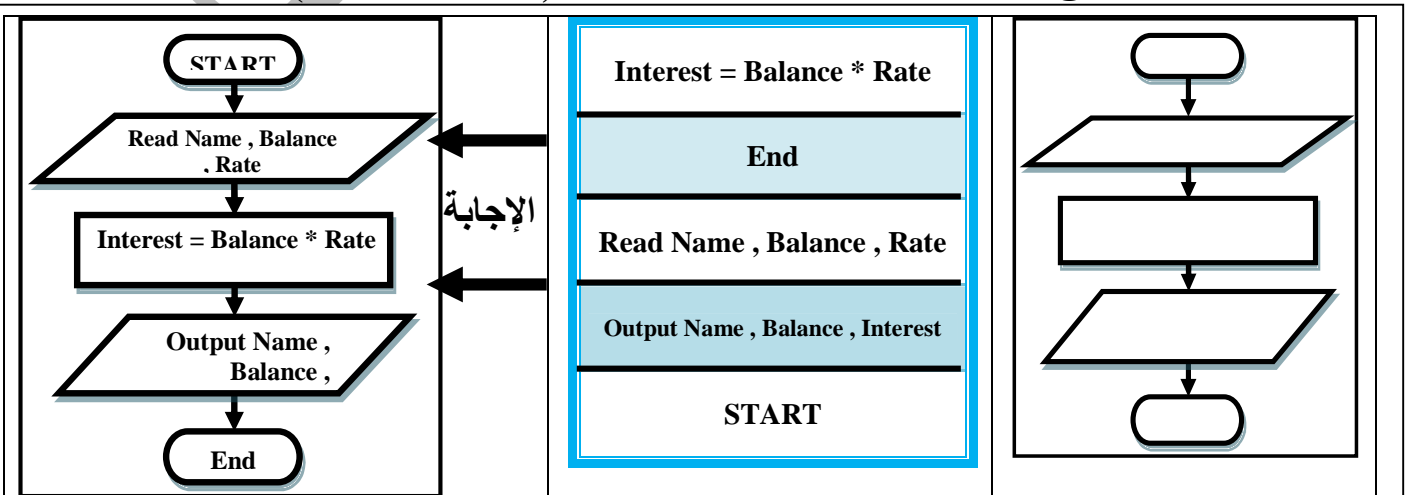 START
Read Name , Balance
, Rate
Interest = Balance * Rate
Output Name ,
Balance ,
End
الإجابة
Interest = Balance * Rate
End
Read Name , Balance , Rate
Output Name , Balance , Interest
START